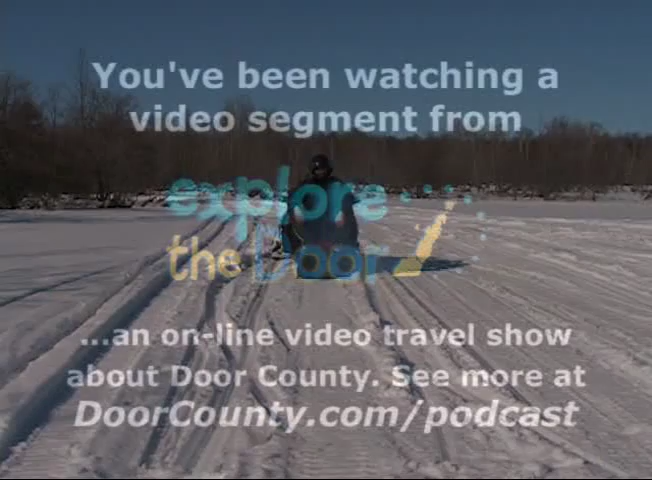 You've been watching a
video segment from
explore
the Door
...an on-line video travel show
about Door County. See more at
DoorCounty.com/podcast